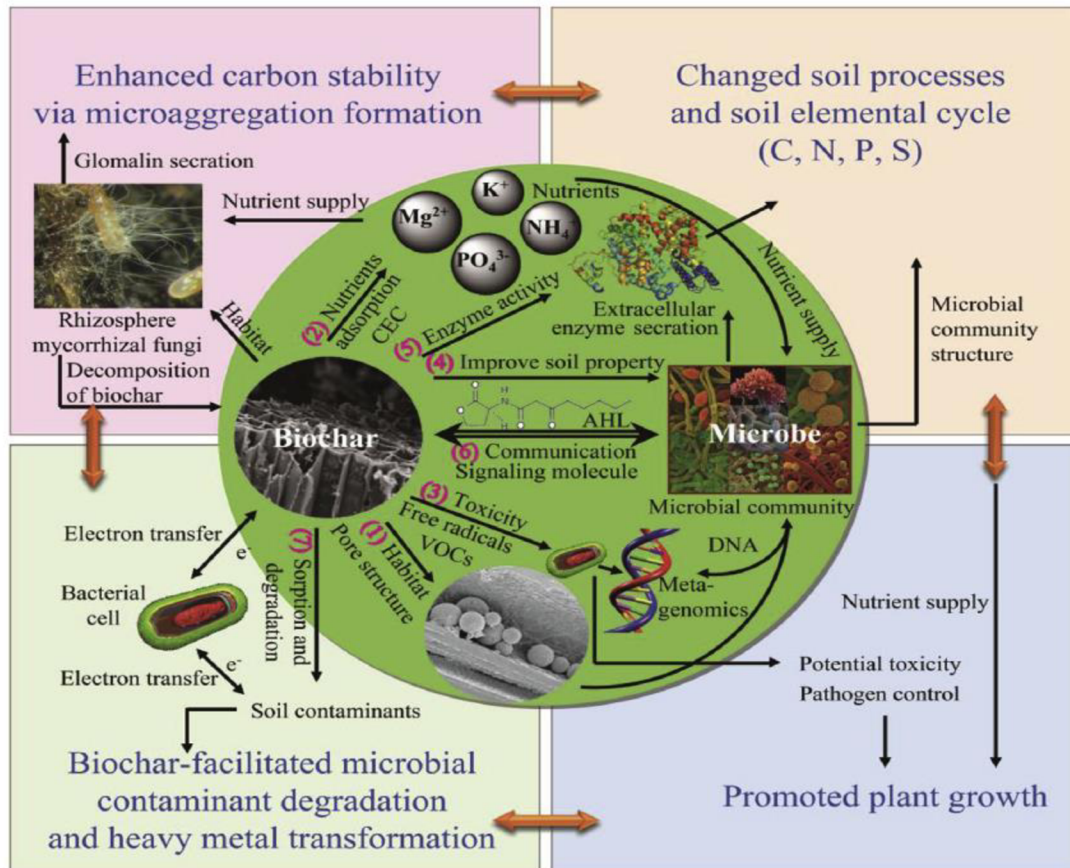 Enhanced carbon stability
via microaggregation formation
Changed soil processes
and soil elemental cycle
(C, N, P, S)
Glomalin secration
Nutrient supply
Rhizosphere
mycorrhizal fungi
Decomposition
of biochar
Habitat
K⁺
Nutrients
Mg²⁺
NH₄
PO₄³⁻
(2) Nutrients
adsorption
CEC
(5) Enzyme activity
Extracellular
enzyme secretion
Nutrient supply
Microbial
community
structure
(4) Improve soil property
H
N
O
O
O
O
H
AHL
Biochar
Microbe
(6) Communication
Signaling molecule
Microbial community
(3) Toxicity
Free radicals
VOCs
(1) Habitat
Pore structure
(7) Sorption and
degradation
DNA
Meta-
genomics
Electron transfer
e⁻
Bacterial
cell
e⁻
Electron transfer
Soil contaminants
Nutrient supply
Potential toxicity
Pathogen control
Biochar-facilitated microbial
contaminant degradation
and heavy metal transformation
Promoted plant growth